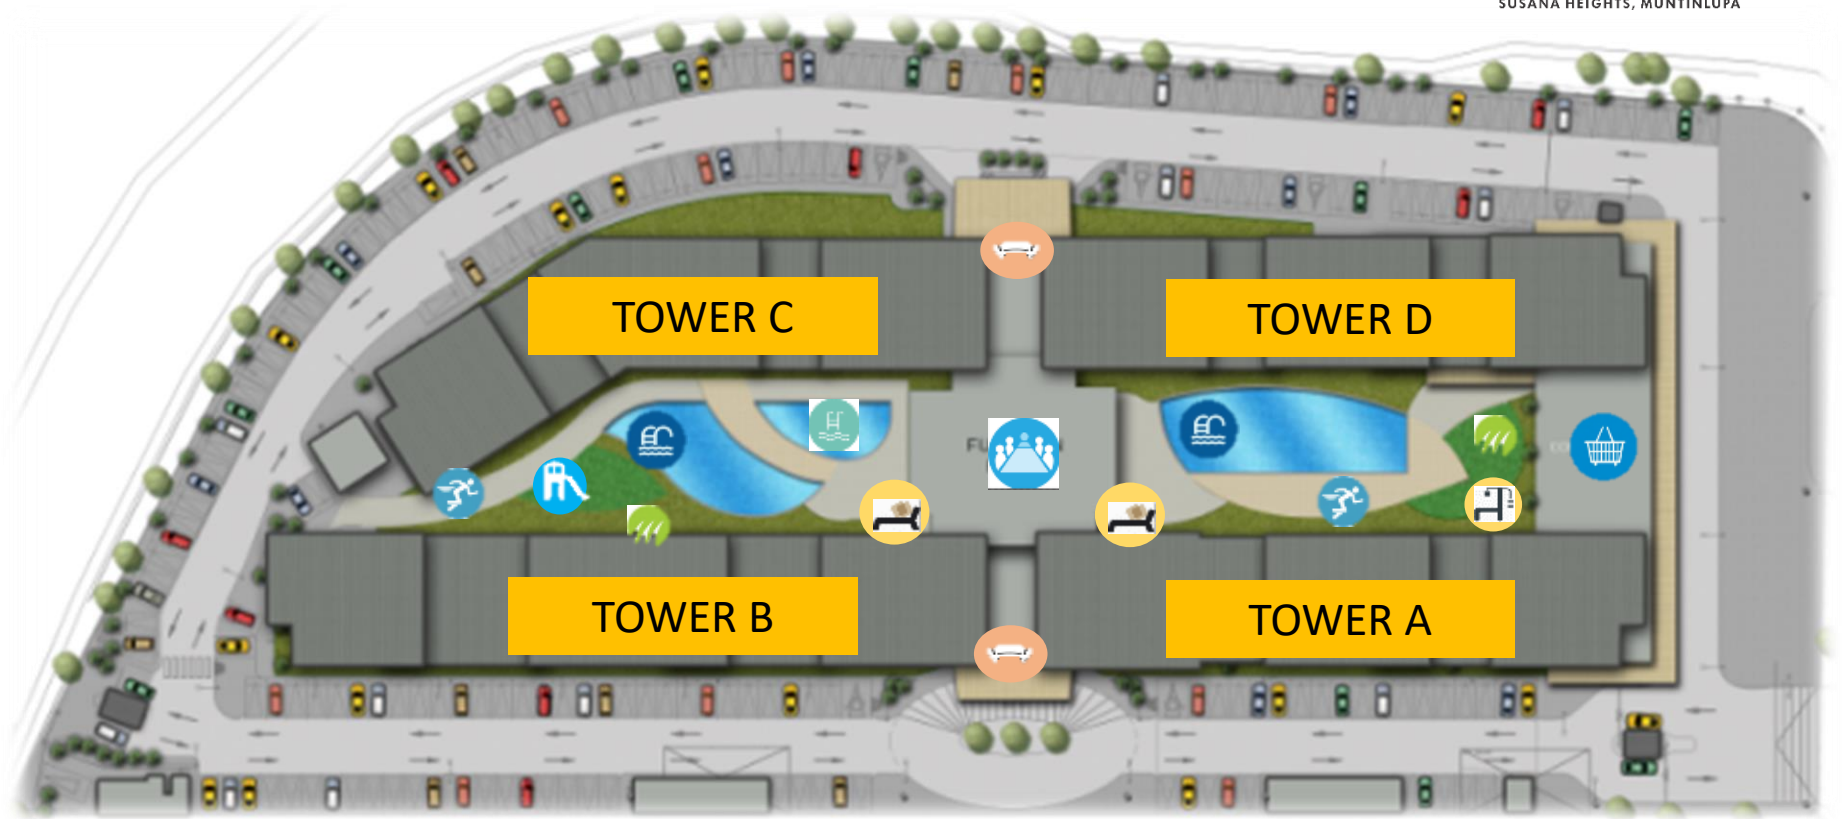 SUSANA HEIGHTS, MUNTINLUPA
TOWER C
TOWER D
TOWER B
TOWER A